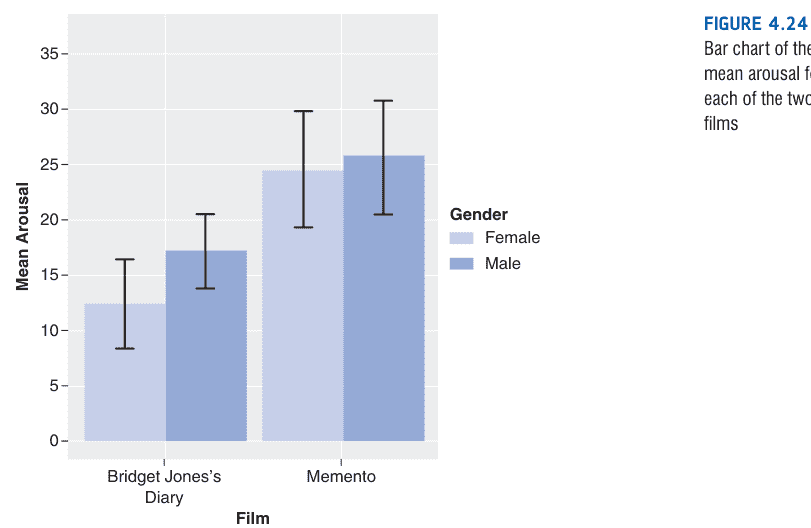 FIGURE 4.24
Bar chart of the
mean arousal f
each of the two
films
35
30
25
20
15
10
5
0
Mean Arousal
Gender
Female
Male
Bridget Jones’s
Diary
Memento
Film